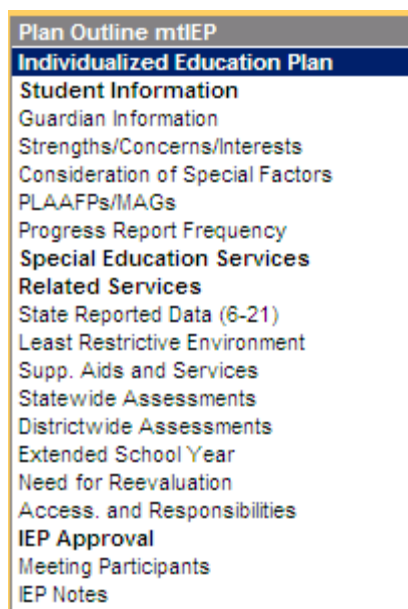 Plan Outline mtIEP
Individualized Education Plan
Student Information
Guardian Information
Strengths/Concerns/Interests
Consideration of Special Factors
PLAAFPs/MAGs
Progress Report Frequency
Special Education Services
Related Services
State Reported Data (6-21)
Least Restrictive Environment
Supp. Aids and Services
Statewide Assessments
Districtwide Assessments
Extended School Year
Need for Reevaluation
Access. and Responsibilities
IEP Approval
Meeting Participants
IEP Notes